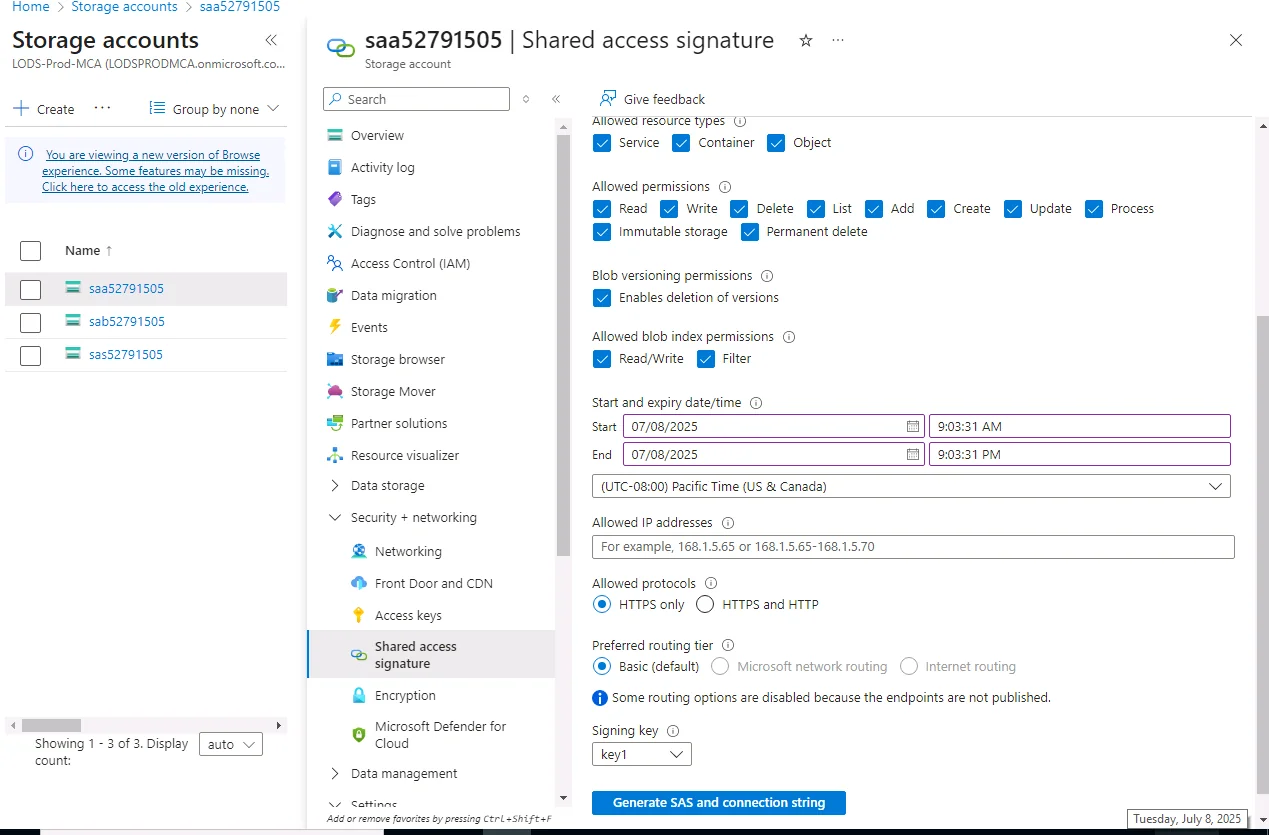 Home > Storage accounts > saa52791505
Storage accounts
LODS-Prod-MCA (LODSPRODMCA.onmicrosoft.co...
Create ··· Group by none
You are viewing a new version of Browse
experience. Some features may be missing.
Click here to access the old experience.
Name ↑
saa52791505
sab52791505
sas52791505
Showing 1 - 3 of 3. Display
count:
auto
saa52791505 | Shared access signature
Storage account
Search
Overview
Activity log
Tags
Diagnose and solve problems
Access Control (IAM)
Data migration
Events
Storage browser
Storage Mover
Partner solutions
Resource visualizer
Data storage
Security + networking
Networking
Front Door and CDN
Access keys
Shared access
signature
Encryption
Microsoft Defender for
Cloud
Data management
Settings
Add or remove favorites by pressing Ctrl+Shift+F
Give feedback
Allowed resource types
Service Container Object
Allowed permissions
Read Write Delete List Add Create Update Process
Immutable storage Permanent delete
Blob versioning permissions
Enables deletion of versions
Allowed blob index permissions
Read/Write Filter
Start and expiry date/time
Start 07/08/2025 9:03:31 AM
End 07/08/2025 9:03:31 PM
(UTC-08:00) Pacific Time (US & Canada)
Allowed IP addresses
For example, 168.1.5.65 or 168.1.5.65-168.1.5.70
Allowed protocols
HTTPS only HTTPS and HTTP
Preferred routing tier
Basic (default) Microsoft network routing Internet routing
Some routing options are disabled because the endpoints are not published.
Signing key
key1
Generate SAS and connection string
Tuesday, July 8, 2025